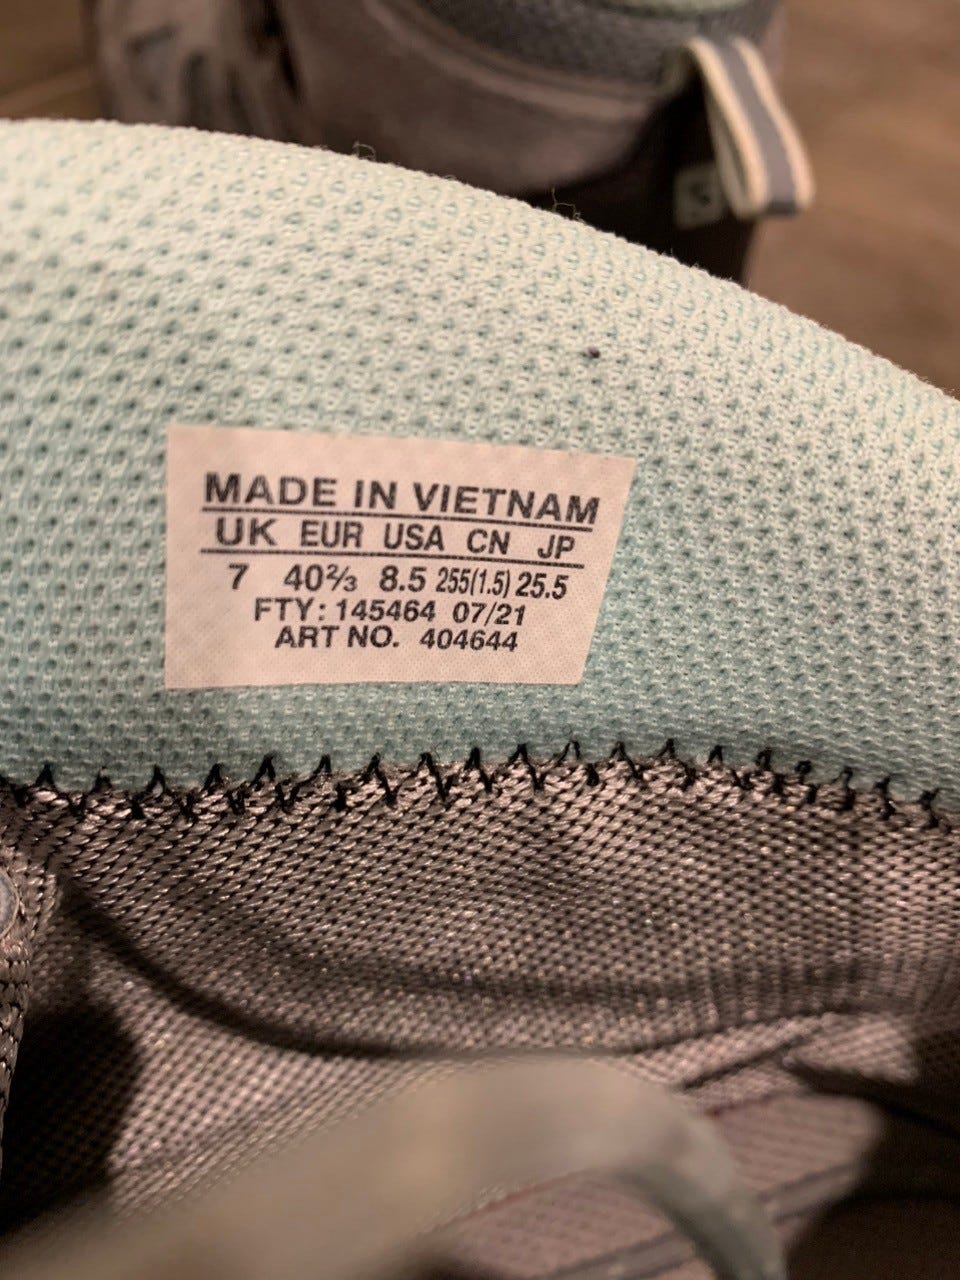 MADE IN VIETNAM
UK EUR USA CN JP
7 40⅔ 8.5 255(1.5) 25.5
FTY: 145464 07/21
ART NO. 404644